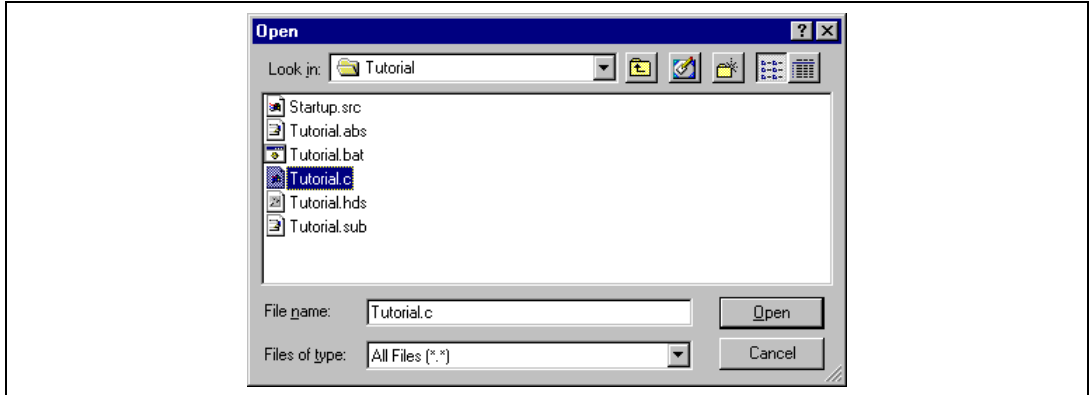 Open
Look in: Tutorial
Startup.src
Tutorial.abs
Tutorial.bat
Tutorial.c
Tutorial.hds
Tutorial.sub
File name: Tutorial.c Open
Files of type: All Files (*.*) Cancel